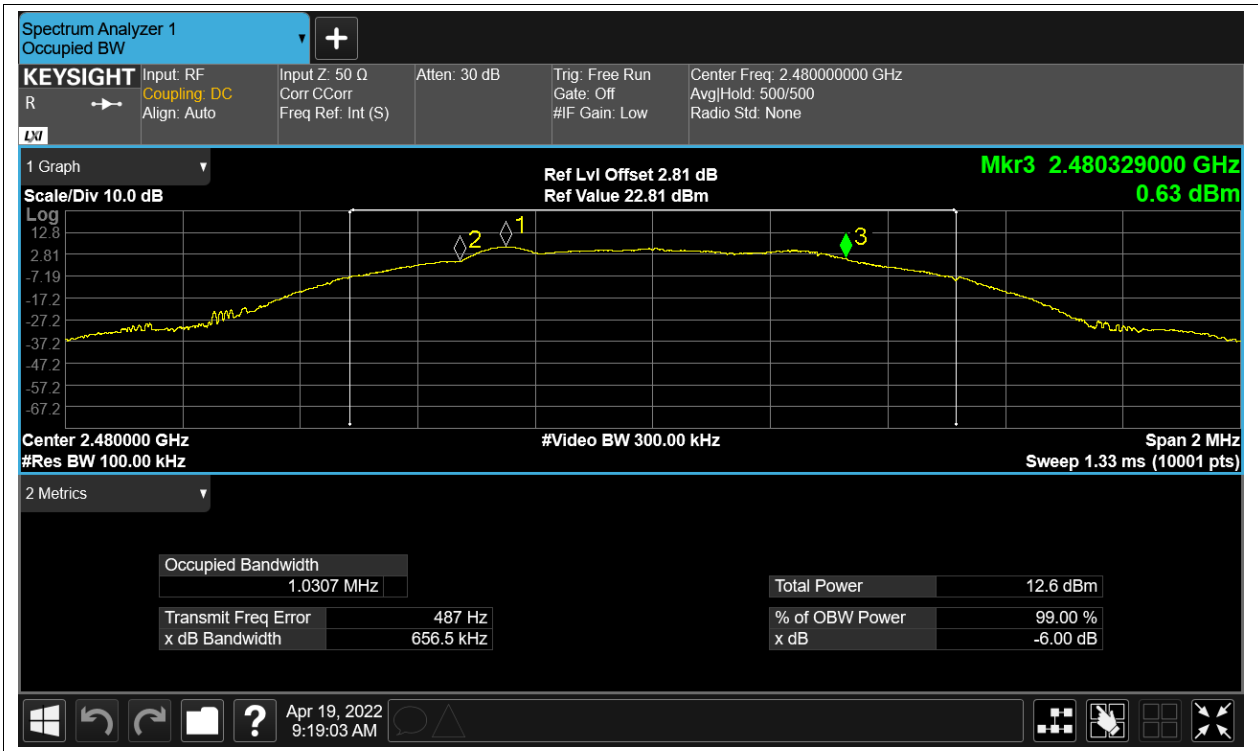 Spectrum Analyzer 1
Occupied BW
KEYSIGHT
R
LXI
Input: RF
Coupling: DC
Align: Auto
Input Z: 50 Ω
Corr CCorr
Freq Ref: Int (S)
Atten: 30 dB
Trig: Free Run
Gate: Off
#IF Gain: Low
Center Freq: 2.480000000 GHz
Avg|Hold: 500/500
Radio Std: None
1 Graph
Scale/Div 10.0 dB
Ref Lvl Offset 2.81 dB
Ref Value 22.81 dBm
Mkr3 2.480329000 GHz
0.63 dBm
Log
12.8
2.81
-7.19
-17.2
-27.2
-37.2
-47.2
-57.2
-67.2
2
1
3
Center 2.480000 GHz
#Res BW 100.00 kHz
#Video BW 300.00 kHz
Span 2 MHz
Sweep 1.33 ms (10001 pts)
2 Metrics
Occupied Bandwidth
1.0307 MHz
Transmit Freq Error 487 Hz
x dB Bandwidth 656.5 kHz
Total Power 12.6 dBm
% of OBW Power 99.00 %
x dB -6.00 dB
?
Apr 19, 2022
9:19:03 AM